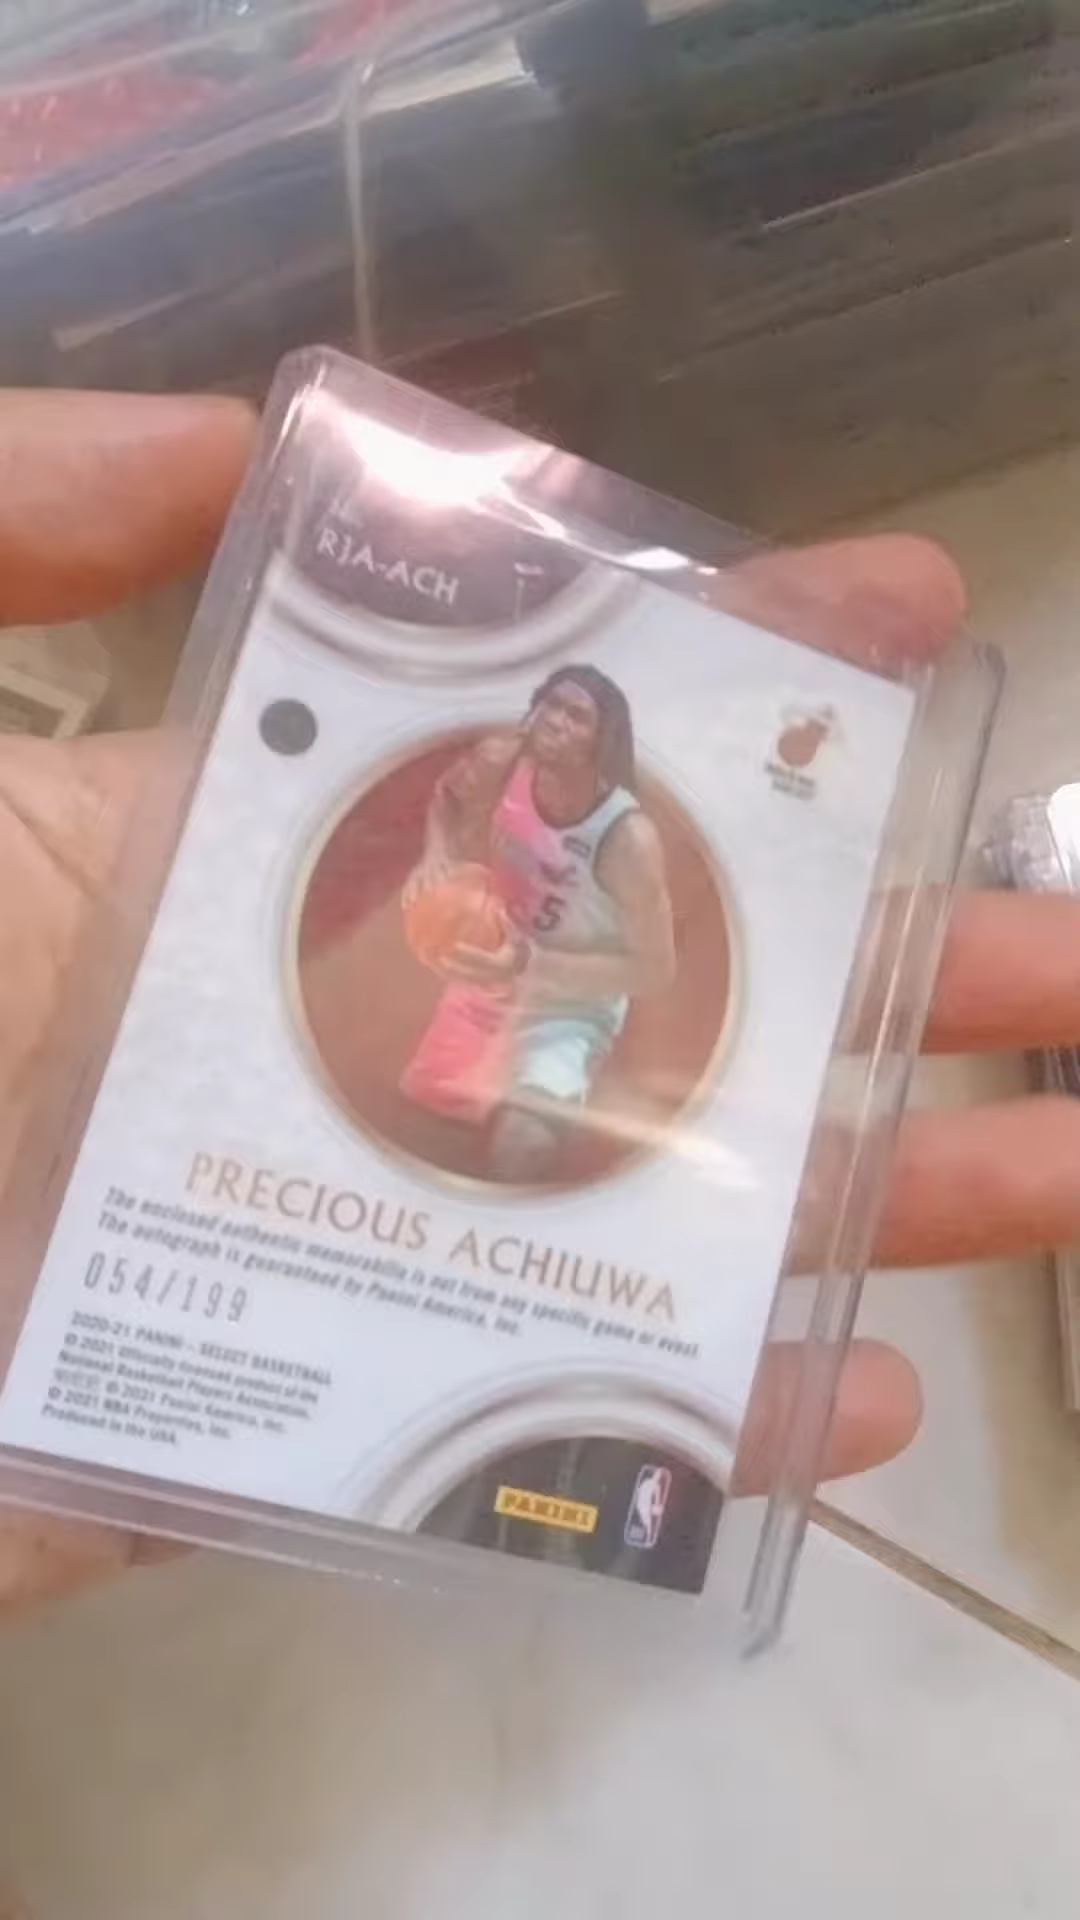 RJA-ACH
5
PRECIOUS ACHIUWA
The enclosed authentic memorabilia is not from any specific game or event.
The autograph is guaranteed by Panini America, Inc.
054/199
2020-21 PANINI - SELECT BASKETBALL
© 2021 Officially licensed product of the
National Basketball Players Association.
© 2021 Panini America, Inc.
© 2021 NBA Properties, Inc.
Produced in the USA.
PANINI